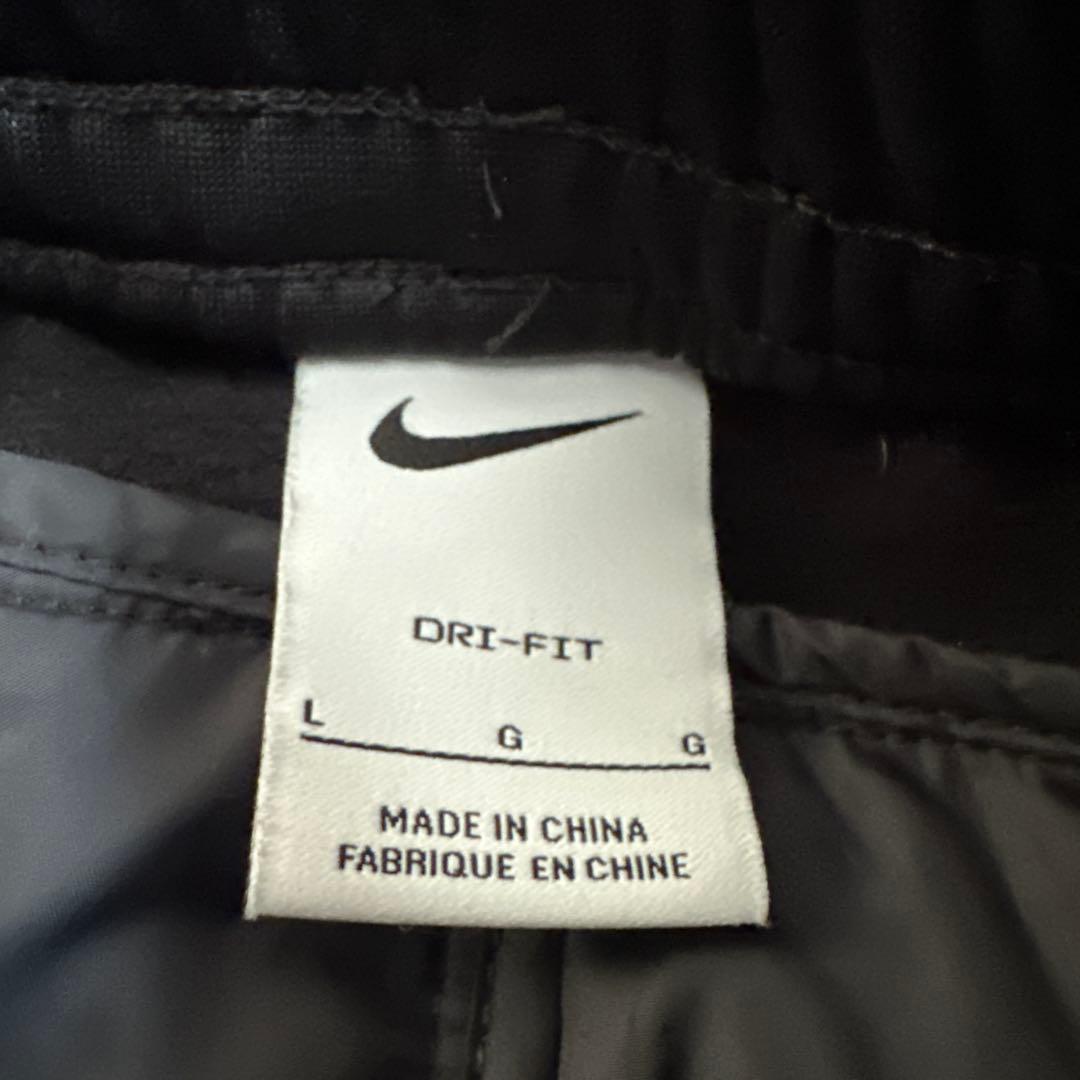 DRI-FIT
L G G
MADE IN CHINA
FABRIQUE EN CHINE